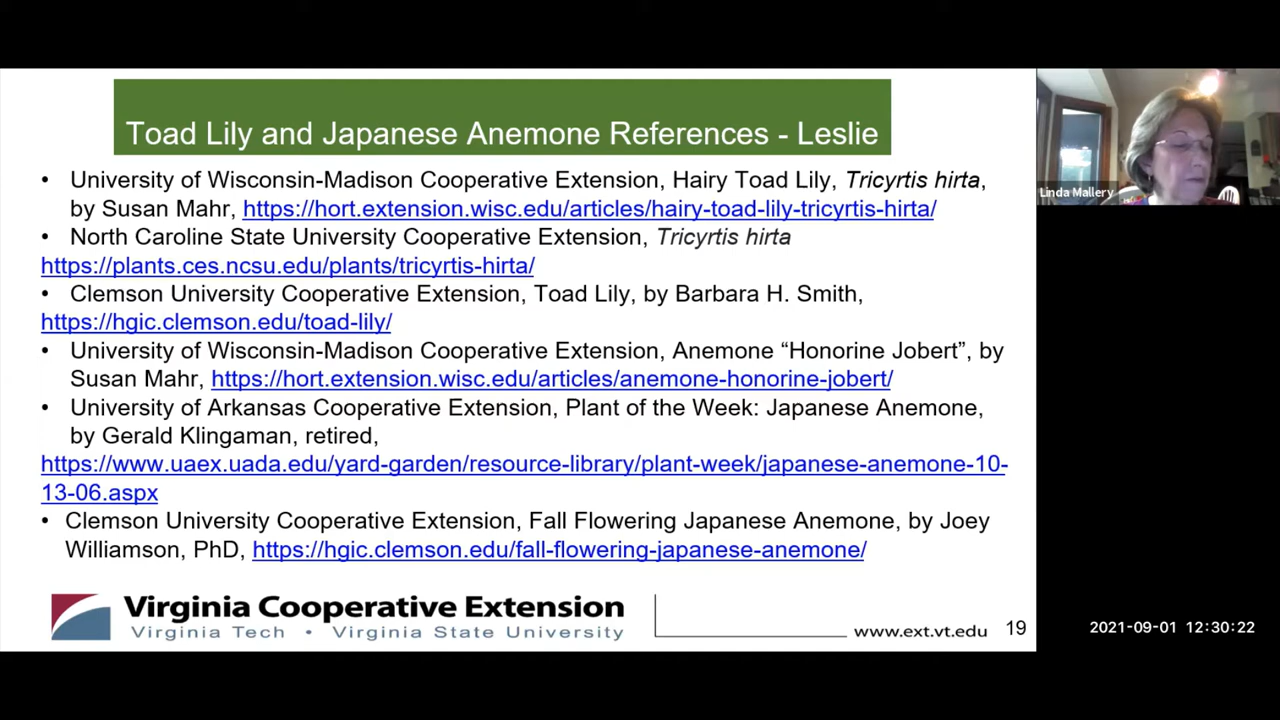 Toad Lily and Japanese Anemone References - Leslie
• University of Wisconsin-Madison Cooperative Extension, Hairy Toad Lily, Tricyrtis hirta,
by Susan Mahr, https://hort.extension.wisc.edu/articles/hairy-toad-lily-tricyrtis-hirta/
• North Caroline State University Cooperative Extension, Tricyrtis hirta
https://plants.ces.ncsu.edu/plants/tricyrtis-hirta/
• Clemson University Cooperative Extension, Toad Lily, by Barbara H. Smith,
https://hgic.clemson.edu/toad-lily/
• University of Wisconsin-Madison Cooperative Extension, Anemone “Honorine Jobert”, by
Susan Mahr, https://hort.extension.wisc.edu/articles/anemone-honorine-jobert/
• University of Arkansas Cooperative Extension, Plant of the Week: Japanese Anemone,
by Gerald Klingaman, retired,
https://www.uaex.uada.edu/yard-garden/resource-library/plant-week/japanese-anemone-10-
13-06.aspx
• Clemson University Cooperative Extension, Fall Flowering Japanese Anemone, by Joey
Williamson, PhD, https://hgic.clemson.edu/fall-flowering-japanese-anemone/
Virginia Cooperative Extension
Virginia Tech • Virginia State University
www.ext.vt.edu
19
Linda Mallery
2021-09-01 12:30:22